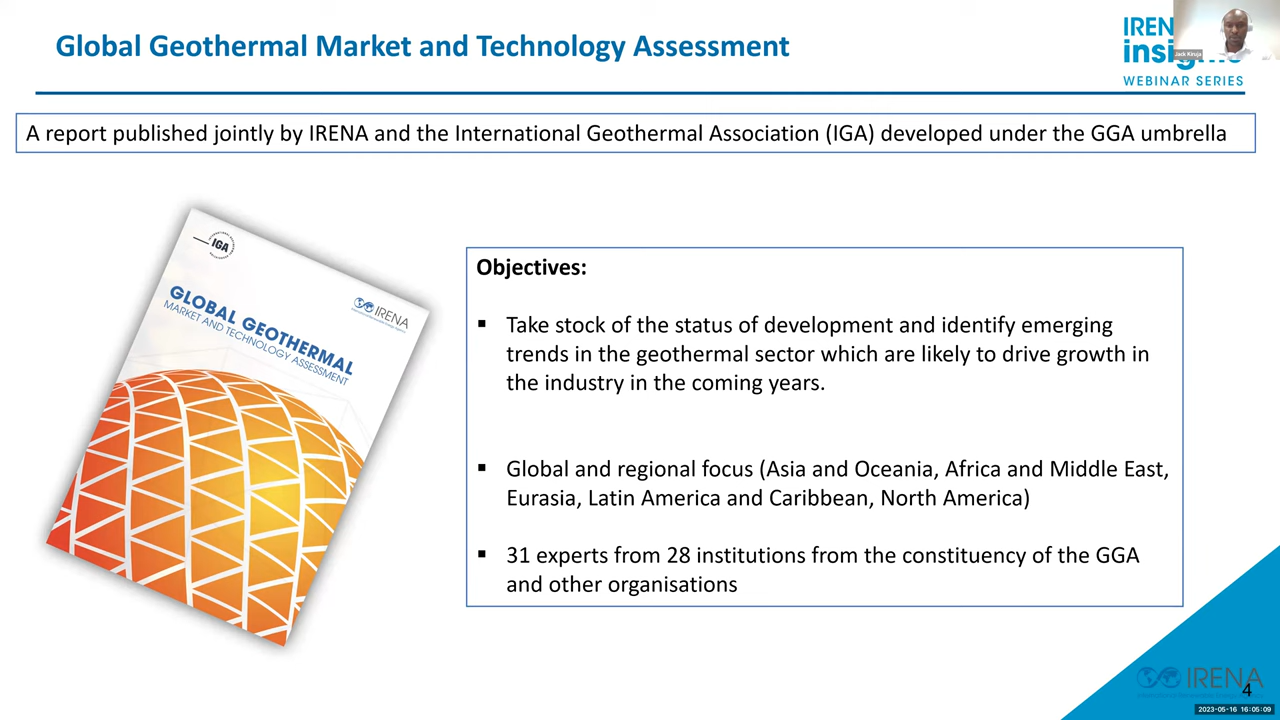 Global Geothermal Market and Technology Assessment
insights
WEBINAR SERIES
A report published jointly by IRENA and the International Geothermal Association (IGA) developed under the GGA umbrella
IGA
IRENA
GLOBAL GEOTHERMAL
MARKET AND TECHNOLOGY ASSESSMENT
Objectives:
▪ Take stock of the status of development and identify emerging
trends in the geothermal sector which are likely to drive growth in
the industry in the coming years.
▪ Global and regional focus (Asia and Oceania, Africa and Middle East,
Eurasia, Latin America and Caribbean, North America)
▪ 31 experts from 28 institutions from the constituency of the GGA
and other organisations
IRENA
4
2023-05-16 16:05:09